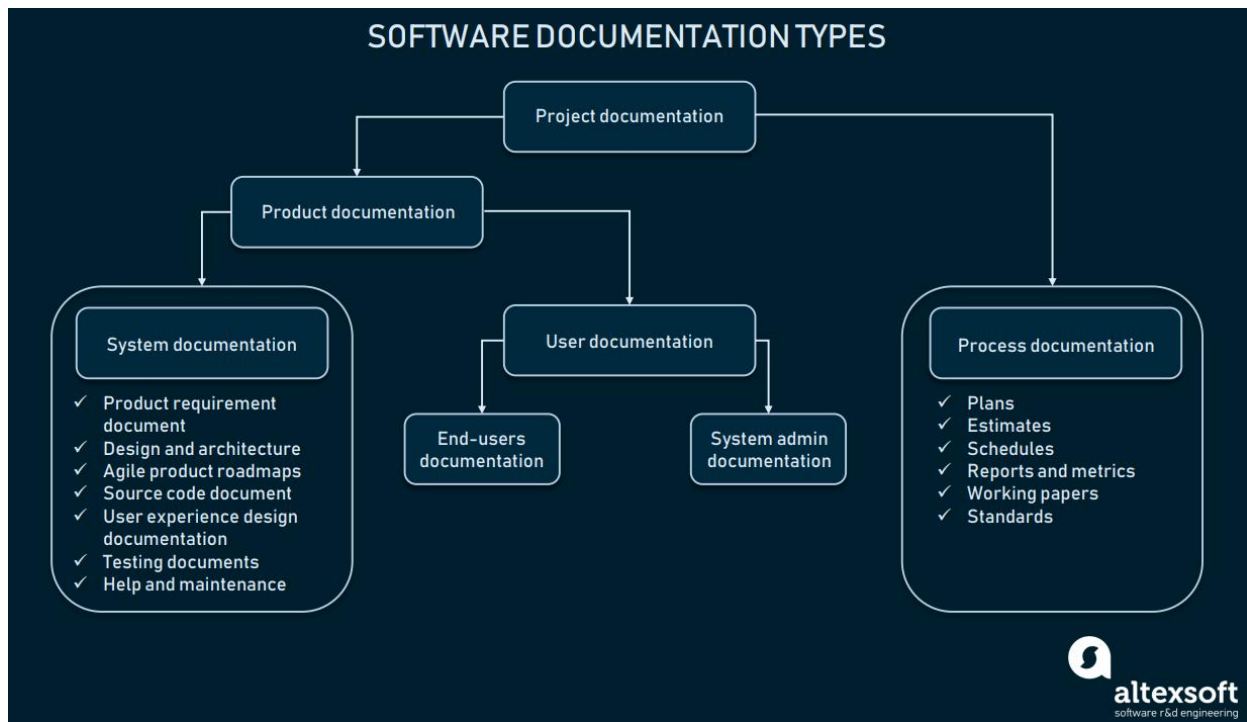 SOFTWARE DOCUMENTATION TYPES
Project documentation
Product documentation
System documentation
Product requirement
document
Design and architecture
Agile product roadmaps
Source code document
User experience design
documentation
Testing documents
Help and maintenance
User documentation
End-users
documentation
System admin
documentation
Process documentation
Plans
Estimates
Schedules
Reports and metrics
Working papers
Standards
altexsoft
software r&d engineering